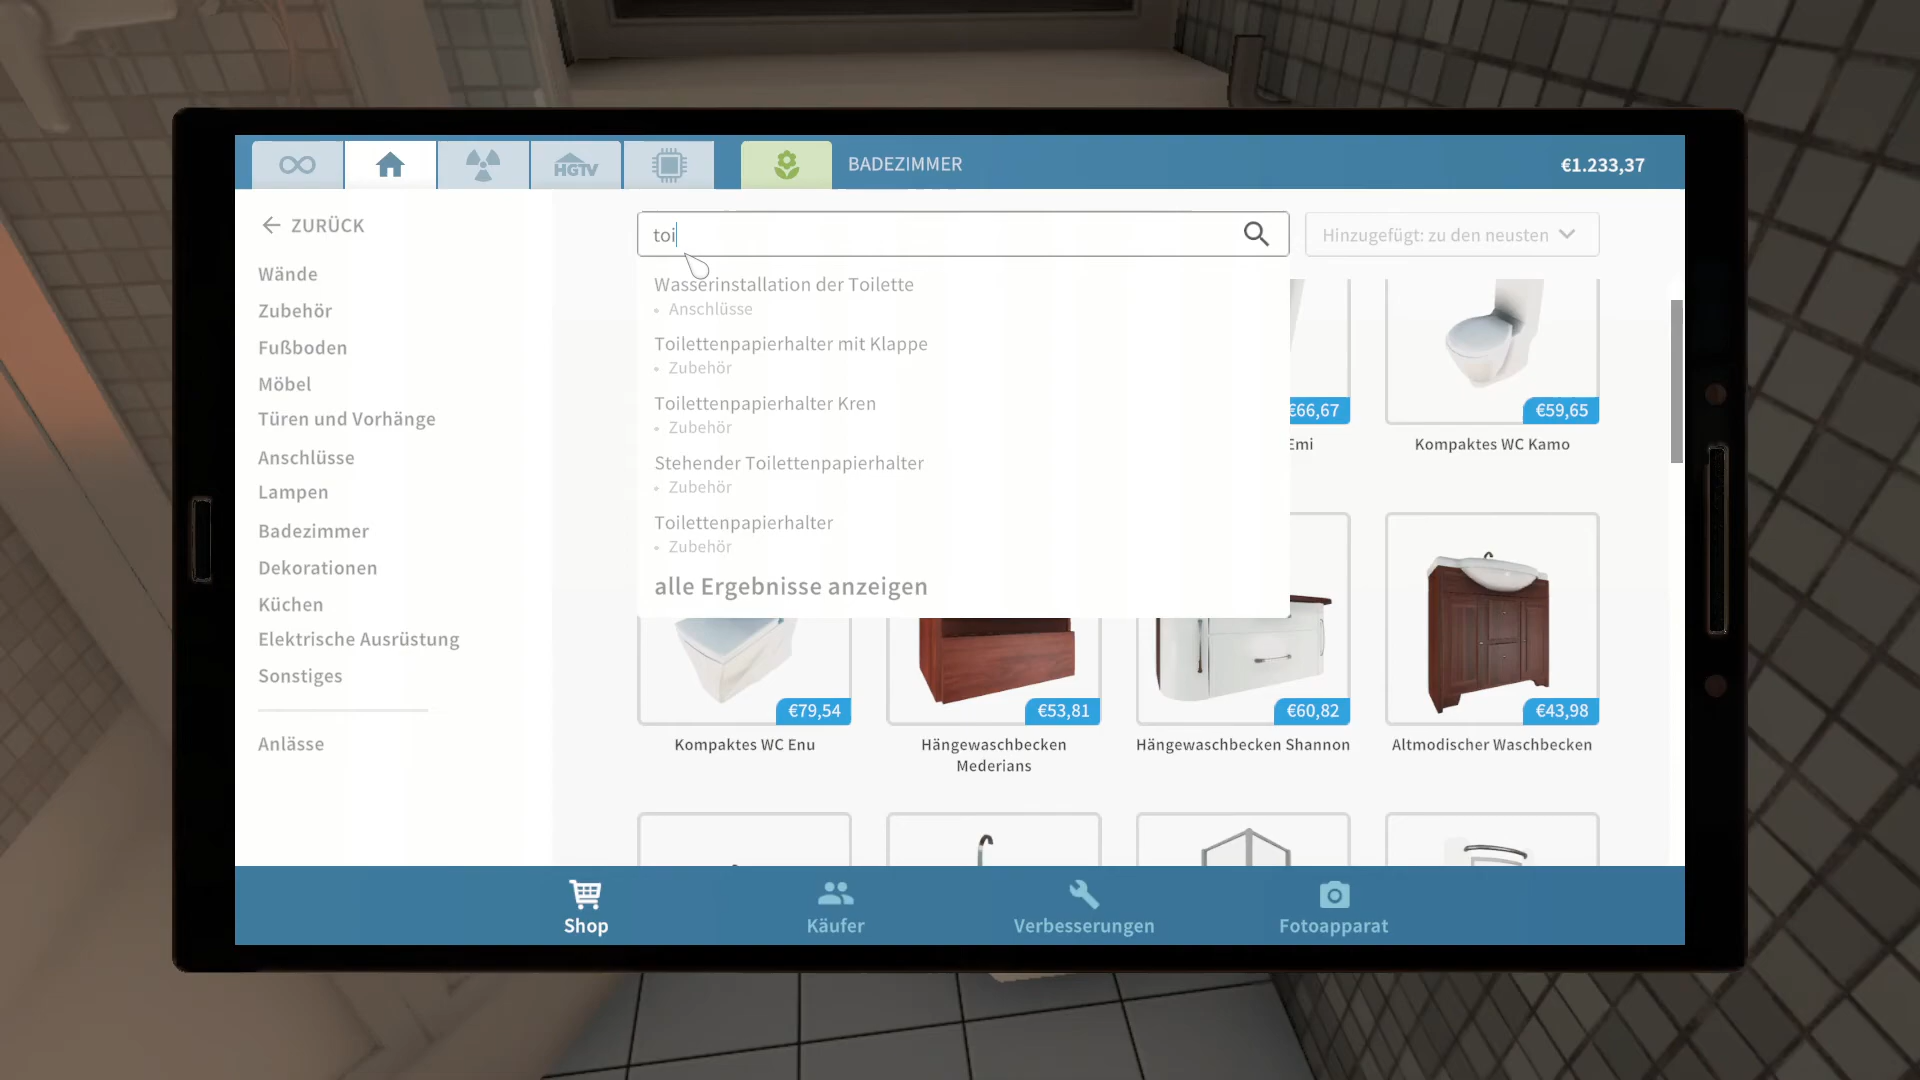 HGTV
BADEZIMMER
€1.233,37
ZURÜCK
Wände
Zubehör
Fußboden
Möbel
Türen und Vorhänge
Anschlüsse
Lampen
Badezimmer
Dekorationen
Küchen
Elektrische Ausrüstung
Sonstiges
Anlässe
toi
Hinzugefügt: zu den neusten
Wasserinstallation der Toilette
• Anschlüsse
Toilettenpapierhalter mit Klappe
• Zubehör
Toilettenpapierhalter Kren
• Zubehör
Stehender Toilettenpapierhalter
• Zubehör
Toilettenpapierhalter
• Zubehör
alle Ergebnisse anzeigen
€66,67
Emi
€59,65
Kompaktes WC Kamo
€79,54
Kompaktes WC Enu
€53,81
Hängewaschbecken
Mederians
€60,82
Hängewaschbecken Shannon
€43,98
Altmodischer Waschbecken
Shop
Käufer
Verbesserungen
Fotoapparat